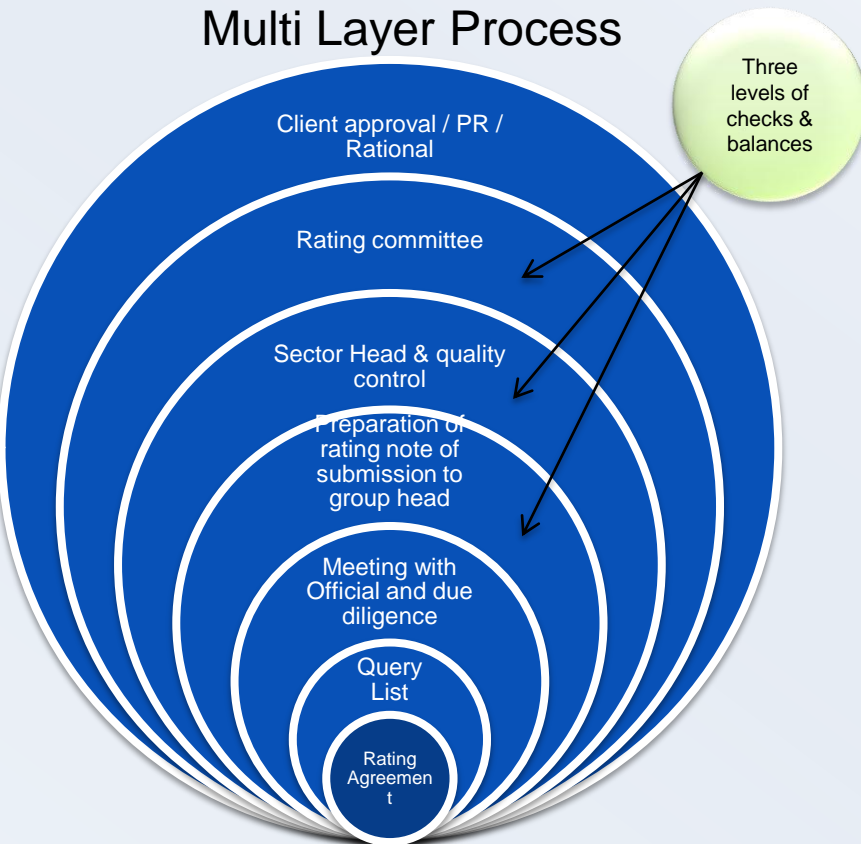 Multi Layer Process
Three
levels of
checks &
balances
Client approval / PR /
Rational
Rating committee
Sector Head & quality
control
Preparation of
rating note of
submission to
group head
Meeting with
Official and due
diligence
Query
List
Rating
Agreemen
t